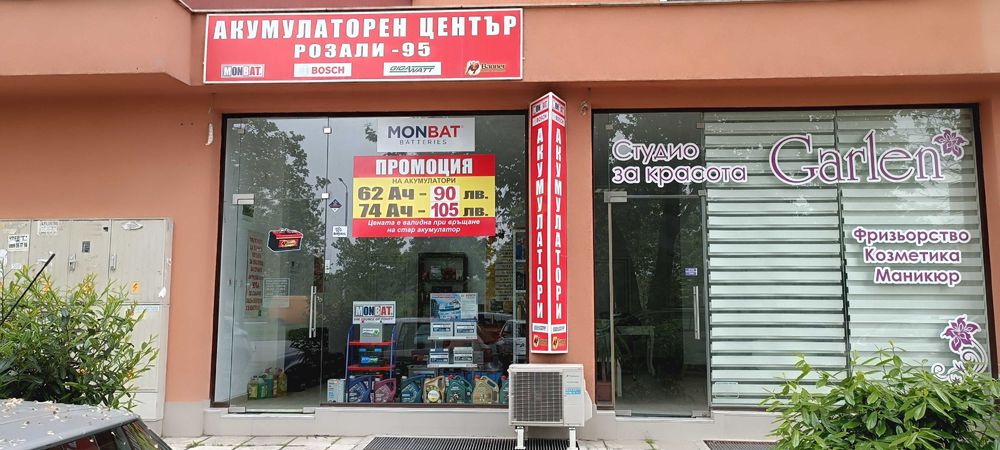 АКУМУЛАТОРЕН ЦЕНТЪР
РОЗАЛИ -95
MONBAT
BOSCH
GIGAWATT
Banner
MONBAT
BATTERIES
ПРОМОЦИЯ
НА АКУМУЛАТОРИ
62 Ач - 90 лв.
74 Ач - 105 лв.
Цената е валидна при връщане
на стар акумулатор
MONBAT
BOSCH
АКУМУЛАТОРИ
АКУМУЛАТОРИ
MONBAT
Студио
за красота
Garlen
Фризьорство
Козметика
Маникюр